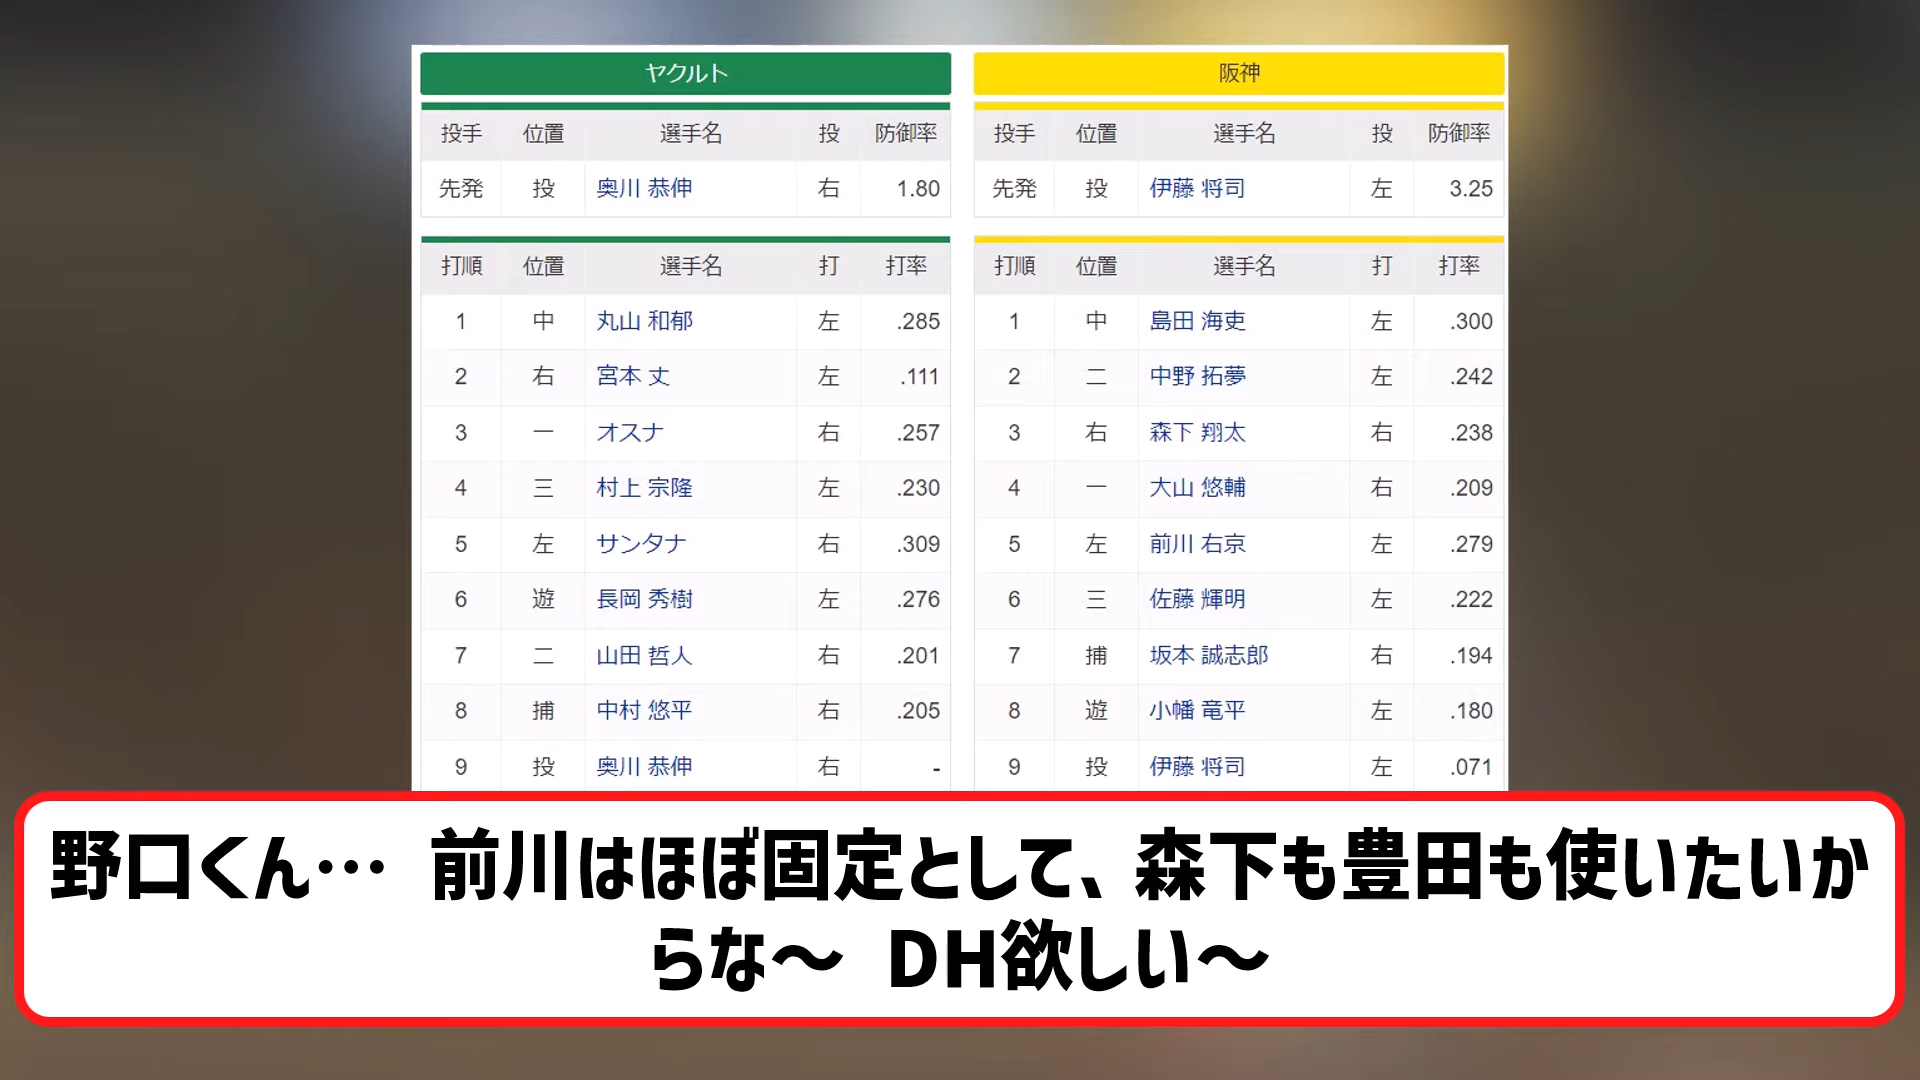 ヤクルト
投手 位置 選手名 投 防御率
先発 投 奥川 恭伸 右 1.80
打順 位置 選手名 打 打率
1 中 丸山 和郁 左 .285
2 右 宮本 丈 左 .111
3 一 オスナ 右 .257
4 三 村上 宗隆 左 .230
5 左 サンタナ 右 .309
6 遊 長岡 秀樹 左 .276
7 二 山田 哲人 右 .201
8 捕 中村 悠平 右 .205
9 投 奥川 恭伸 右 -
阪神
投手 位置 選手名 投 防御率
先発 投 伊藤 将司 左 3.25
打順 位置 選手名 打 打率
1 中 島田 海吏 左 .300
2 二 中野 拓夢 左 .242
3 右 森下 翔太 右 .238
4 一 大山 悠輔 右 .209
5 左 前川 右京 左 .279
6 三 佐藤 輝明 左 .222
7 捕 坂本 誠志郎 右 .194
8 遊 小幡 竜平 左 .180
9 投 伊藤 将司 左 .071
野口くん… 前川はほぼ固定として、森下も豊田も使いたいか
らな～ DH欲しい～